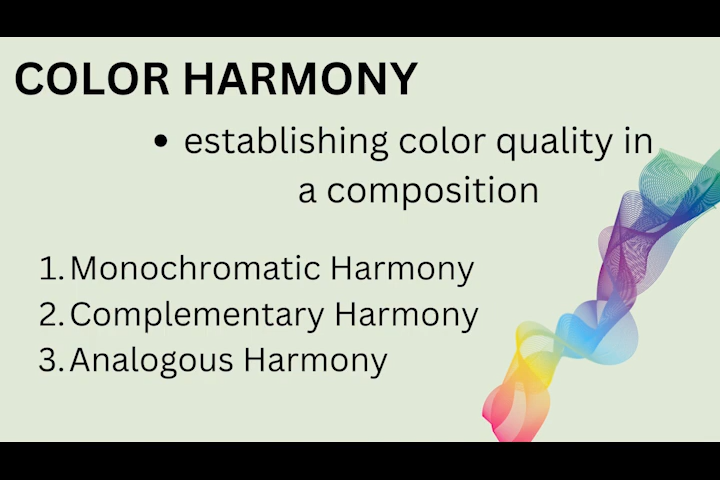 COLOR HARMONY
• establishing color quality in
a composition
1. Monochromatic Harmony
2. Complementary Harmony
3. Analogous Harmony